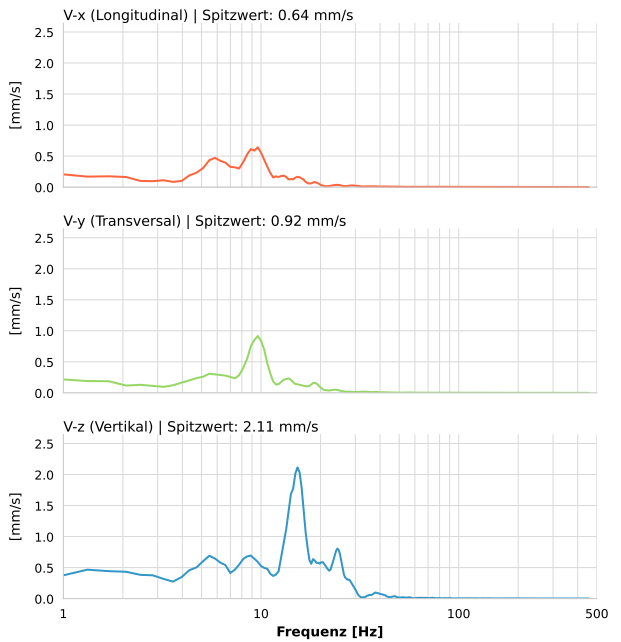 V-x (Longitudinal) | Spitzwert: 0.64 mm/s
2.5
2.0
1.5
1.0
0.5
0.0
[mm/s]
V-y (Transversal) | Spitzwert: 0.92 mm/s
2.5
2.0
1.5
1.0
0.5
0.0
[mm/s]
V-z (Vertikal) | Spitzwert: 2.11 mm/s
2.5
2.0
1.5
1.0
0.5
0.0
[mm/s]
1 10 100 500
Frequenz [Hz]